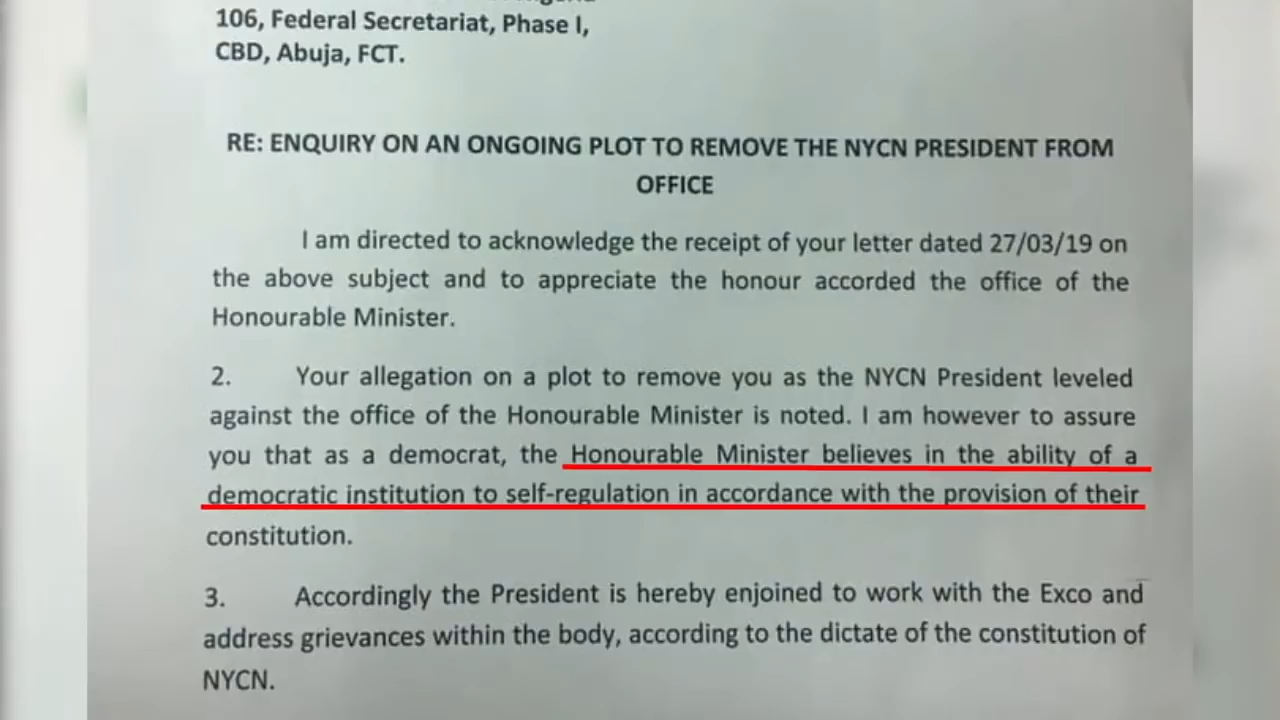 106, Federal Secretariat, Phase I,
CBD, Abuja, FCT.
RE: ENQUIRY ON AN ONGOING PLOT TO REMOVE THE NYCN PRESIDENT FROM
OFFICE
I am directed to acknowledge the receipt of your letter dated 27/03/19 on
the above subject and to appreciate the honour accorded the office of the
Honourable Minister.
2. Your allegation on a plot to remove you as the NYCN President leveled
against the office of the Honourable Minister is noted. I am however to assure
you that as a democrat, the Honourable Minister believes in the ability of a
democratic institution to self-regulation in accordance with the provision of their
constitution.
3. Accordingly the President is hereby enjoined to work with the Exco and
address grievances within the body, according to the dictate of the constitution of
NYCN.